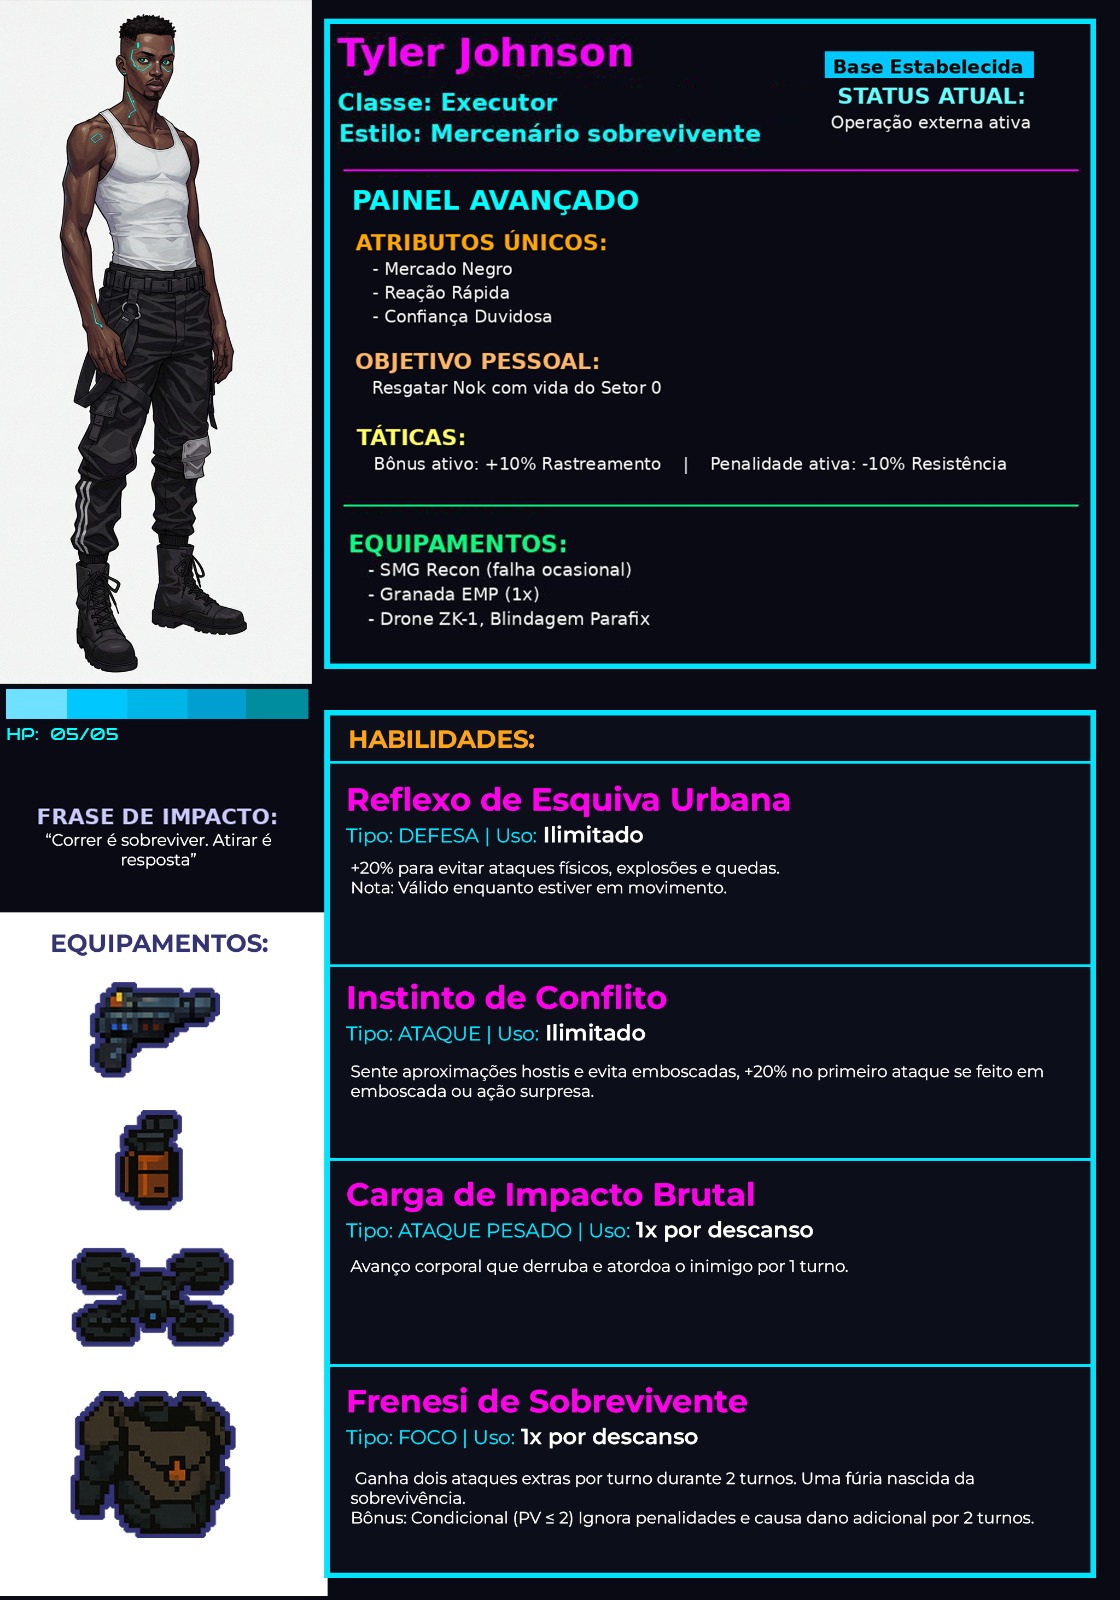 Tyler Johnson
Classe: Executor
Estilo: Mercenário sobrevivente
Base Estabelecida
STATUS ATUAL:
Operação externa ativa
PAINEL AVANÇADO
ATRIBUTOS ÚNICOS:
- Mercado Negro
- Reação Rápida
- Confiança Duvidosa
OBJETIVO PESSOAL:
Resgatar Nok com vida do Setor 0
TÁTICAS:
Bônus ativo: +10% Rastreamento | Penalidade ativa: -10% Resistência
EQUIPAMENTOS:
- SMG Recon (falha ocasional)
- Granada EMP (1x)
- Drone ZK-1, Blindagem Parafix
HP: 05/05
FRASE DE IMPACTO:
“Correr é sobreviver. Atirar é
resposta”
EQUIPAMENTOS:
HABILIDADES:
Reflexo de Esquiva Urbana
Tipo: DEFESA | Uso: Ilimitado
+20% para evitar ataques físicos, explosões e quedas.
Nota: Válido enquanto estiver em movimento.
Instinto de Conflito
Tipo: ATAQUE | Uso: Ilimitado
Sente aproximações hostis e evita emboscadas, +20% no primeiro ataque se feito em
emboscada ou ação surpresa.
Carga de Impacto Brutal
Tipo: ATAQUE PESADO | Uso: 1x por descanso
Avanço corporal que derruba e atordoa o inimigo por 1 turno.
Frenesi de Sobrevivente
Tipo: FOCO | Uso: 1x por descanso
Ganha dois ataques extras por turno durante 2 turnos. Uma fúria nascida da
sobrevivência.
Bônus: Condicional (PV ≤ 2) Ignora penalidades e causa dano adicional por 2 turnos.